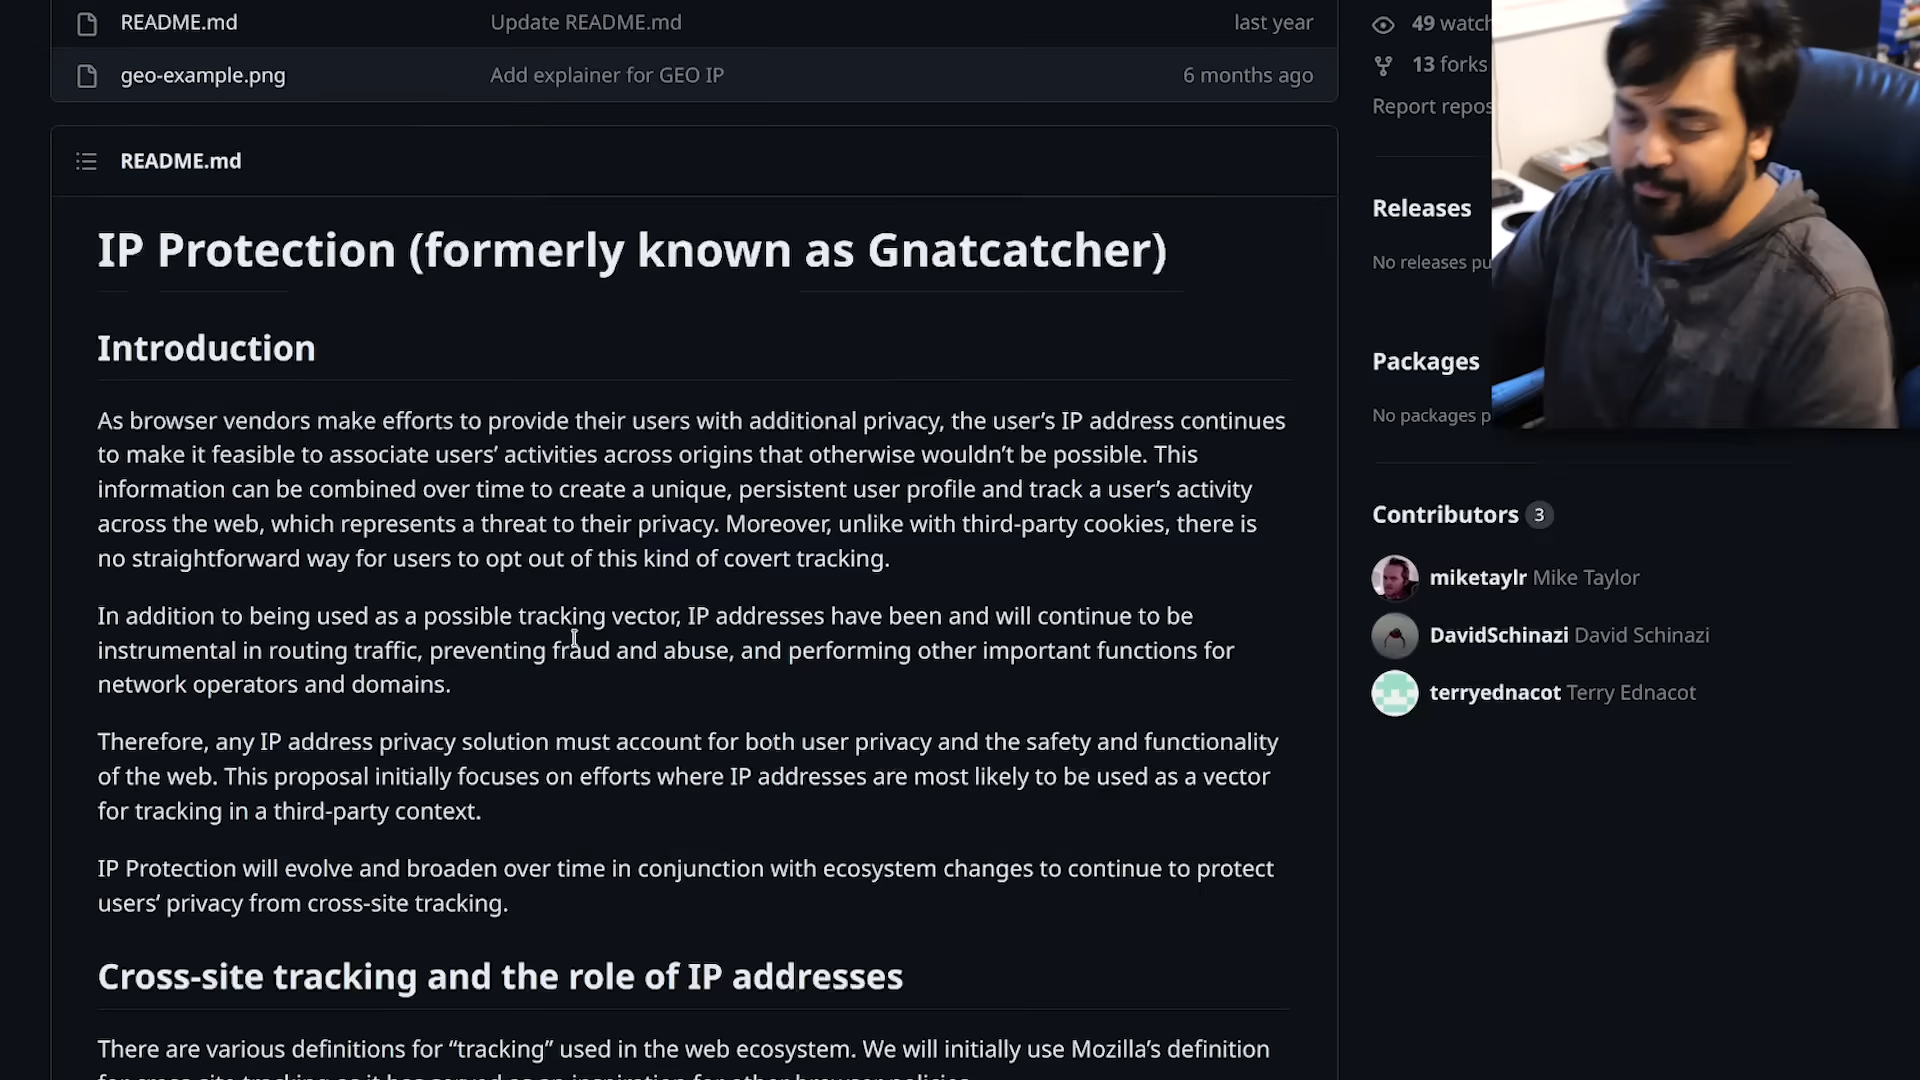 README.md Update README.md last year
geo-example.png Add explainer for GEO IP 6 months ago
README.md
IP Protection (formerly known as Gnatcatcher)
Introduction
As browser vendors make efforts to provide their users with additional privacy, the user’s IP address continues
to make it feasible to associate users’ activities across origins that otherwise wouldn’t be possible. This
information can be combined over time to create a unique, persistent user profile and track a user’s activity
across the web, which represents a threat to their privacy. Moreover, unlike with third-party cookies, there is
no straightforward way for users to opt out of this kind of covert tracking.
In addition to being used as a possible tracking vector, IP addresses have been and will continue to be
instrumental in routing traffic, preventing fraud and abuse, and performing other important functions for
network operators and domains.
Therefore, any IP address privacy solution must account for both user privacy and the safety and functionality
of the web. This proposal initially focuses on efforts where IP addresses are most likely to be used as a vector
for tracking in a third-party context.
IP Protection will evolve and broaden over time in conjunction with ecosystem changes to continue to protect
users’ privacy from cross-site tracking.
Cross-site tracking and the role of IP addresses
There are various definitions for “tracking” used in the web ecosystem. We will initially use Mozilla’s definition
49 watch
13 forks
Report repos
Releases
No releases pu
Packages
No packages p
Contributors 3
miketaylr Mike Taylor
DavidSchinazi David Schinazi
terryednacot Terry Ednacot